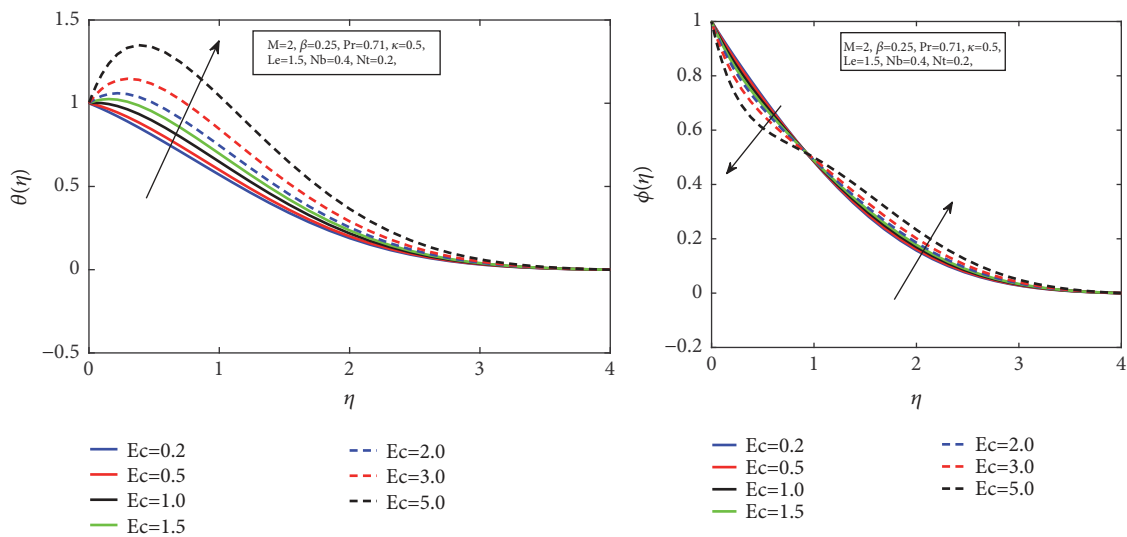 1.5
1
0.5
0
−0.5
θ(η)
M=2, β=0.25, Pr=0.71, κ=0.5,
Le=1.5, Nb=0.4, Nt=0.2,
0 1 2 3 4
η
Ec=0.2
Ec=0.5
Ec=1.0
Ec=1.5
Ec=2.0
Ec=3.0
Ec=5.0
1
0.8
0.6
0.4
0.2
0
−0.2
ϕ(η)
M=2, β=0.25, Pr=0.71, κ=0.5,
Le=1.5, Nb=0.4, Nt=0.2,
0 1 2 3 4
η
Ec=0.2
Ec=0.5
Ec=1.0
Ec=1.5
Ec=2.0
Ec=3.0
Ec=5.0